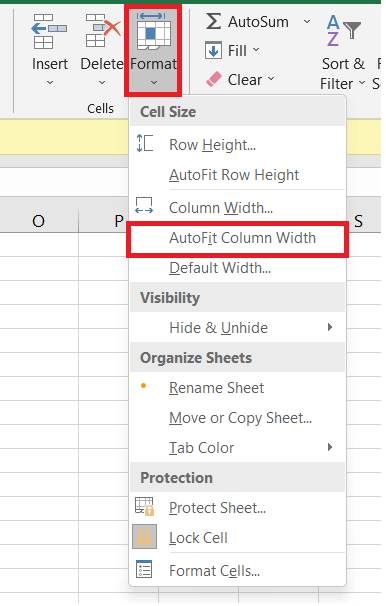 Insert Delete Format
Cells
AutoSum
Fill
Clear
Sort &
Filter
Cell Size
Row Height...
AutoFit Row Height
Column Width...
AutoFit Column Width
Default Width...
Visibility
Hide & Unhide
Organize Sheets
Rename Sheet
Move or Copy Sheet...
Tab Color
Protection
Protect Sheet...
Lock Cell
Format Cells...
O P S